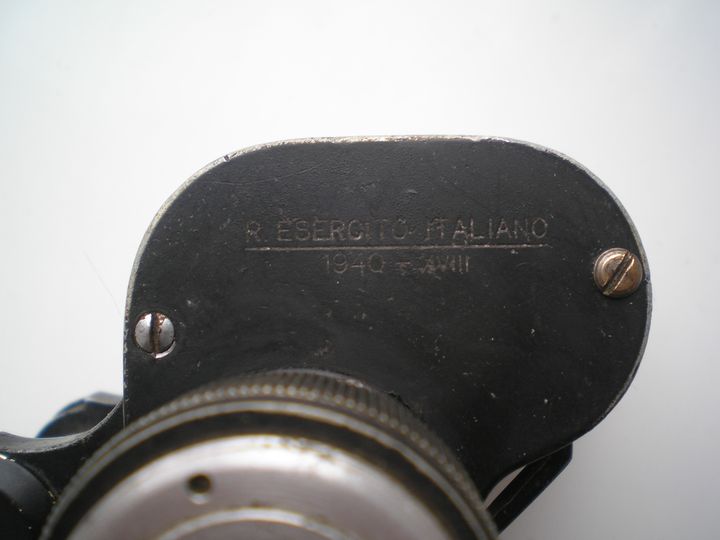 R. ESERCITO ITALIANO
1940 - XVIII